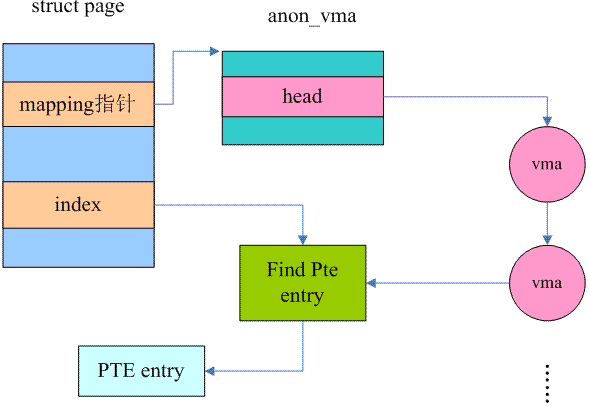 struct page
anon_vma
mapping指针
head
vma
index
Find Pte
entry
vma
PTE entry